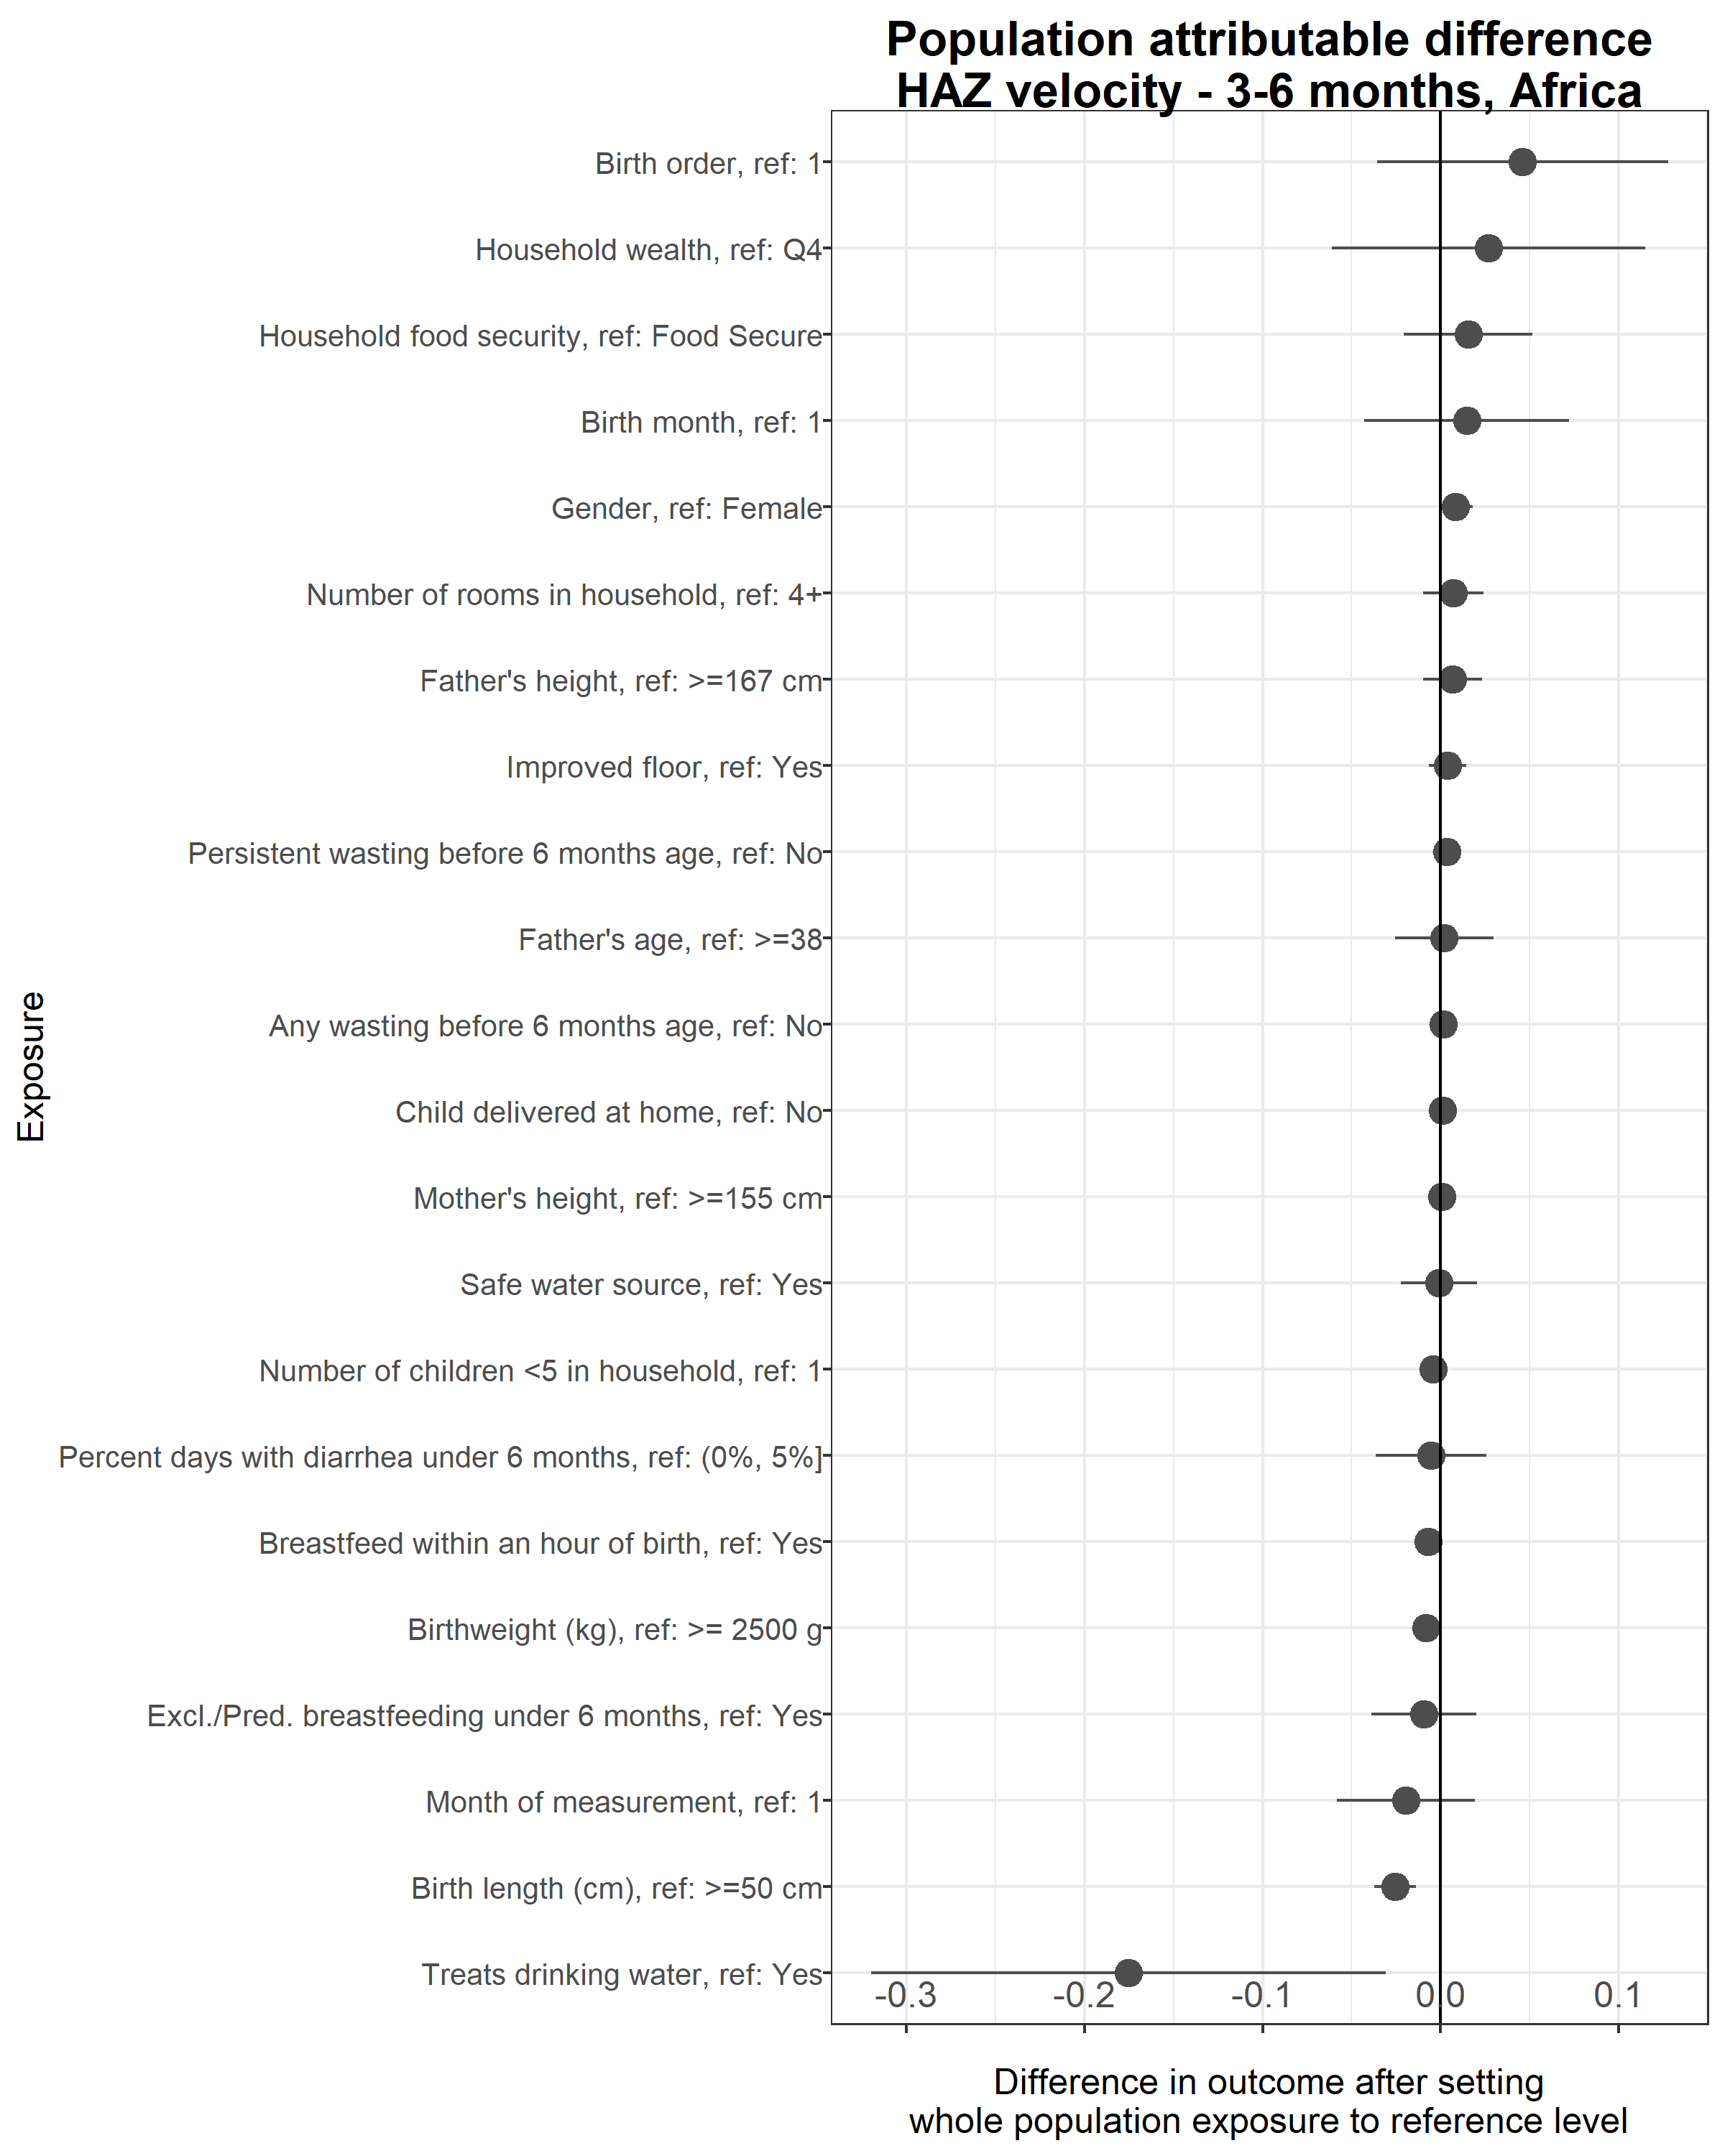 Population attributable difference
HAZ velocity - 3-6 months, Africa
Birth order, ref: 1
Household wealth, ref: Q4
Household food security, ref: Food Secure
Birth month, ref: 1
Gender, ref: Female
Number of rooms in household, ref: 4+
Father's height, ref: >=167 cm
Improved floor, ref: Yes
Persistent wasting before 6 months age, ref: No
Father's age, ref: >=38
Any wasting before 6 months age, ref: No
Child delivered at home, ref: No
Mother's height, ref: >=155 cm
Safe water source, ref: Yes
Number of children <5 in household, ref: 1
Percent days with diarrhea under 6 months, ref: (0%, 5%]
Breastfeed within an hour of birth, ref: Yes
Birthweight (kg), ref: >= 2500 g
Excl./Pred. breastfeeding under 6 months, ref: Yes
Month of measurement, ref: 1
Birth length (cm), ref: >=50 cm
Treats drinking water, ref: Yes
Exposure
-0.3 -0.2 -0.1 0.0 0.1
Difference in outcome after setting
whole population exposure to reference level